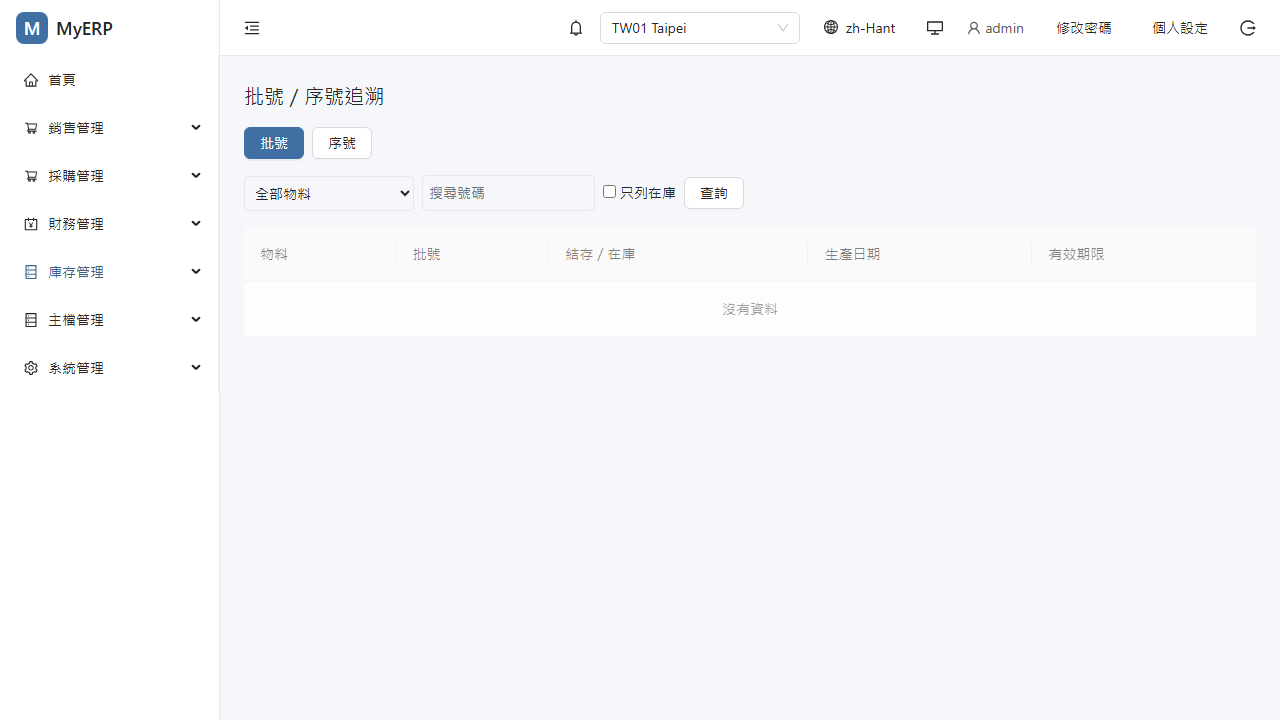 M MyERP
TW01 Taipei
zh-Hant
admin
修改密碼
個人設定
首頁
銷售管理
採購管理
財務管理
庫存管理
主檔管理
系統管理
批號 / 序號追溯
批號
序號
全部物料
搜尋號碼
只列在庫
查詢
物料
批號
結存 / 在庫
生產日期
有效期限
沒有資料